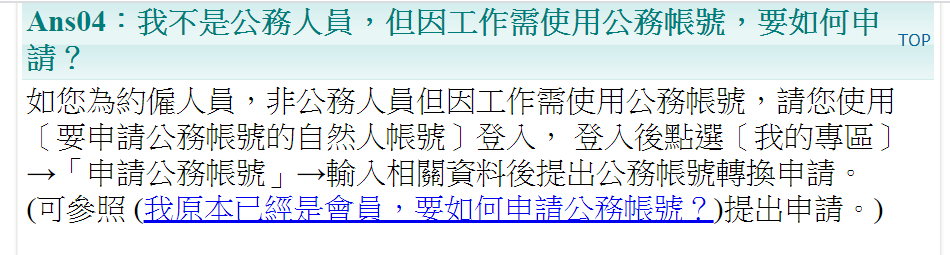 Ans04：我不是公務人員，但因工作需使用公務帳號，要如何申
TOP
請？
如您為約僱人員，非公務人員但因工作需使用公務帳號，請您使用
〔要申請公務帳號的自然人帳號〕登入， 登入後點選〔我的專區〕
→「申請公務帳號」→輸入相關資料後提出公務帳號轉換申請。
(可參照 (我原本已經是會員，要如何申請公務帳號？)提出申請。)